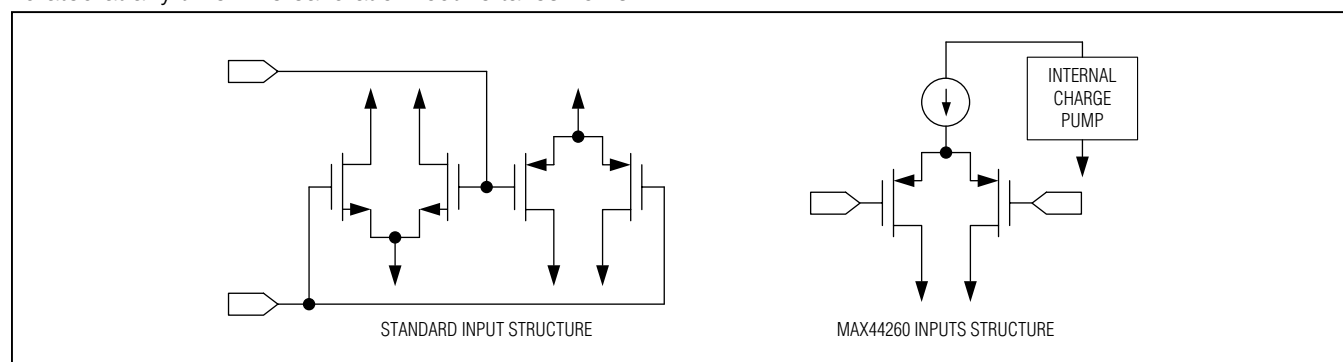 INTERNAL
CHARGE
PUMP
STANDARD INPUT STRUCTURE
MAX44260 INPUTS STRUCTURE